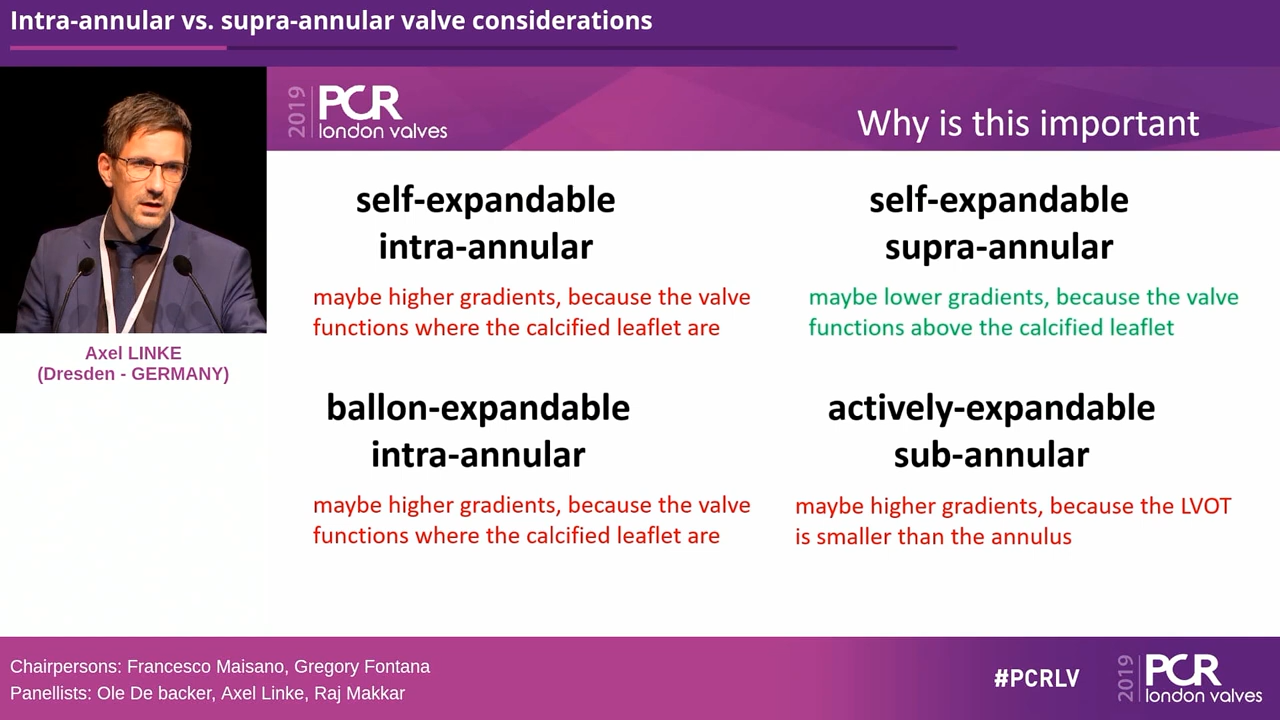 Intra-annular vs. supra-annular valve considerations
2019
PCR
london valves
Why is this important
Axel LINKE
(Dresden - GERMANY)
self-expandable
intra-annular
maybe higher gradients, because the valve
functions where the calcified leaflet are
self-expandable
supra-annular
maybe lower gradients, because the valve
functions above the calcified leaflet
ballon-expandable
intra-annular
maybe higher gradients, because the valve
functions where the calcified leaflet are
actively-expandable
sub-annular
maybe higher gradients, because the LVOT
is smaller than the annulus
Chairpersons: Francesco Maisano, Gregory Fontana
Panellists: Ole De backer, Axel Linke, Raj Makkar
#PCRLV
2019
PCR
london valves